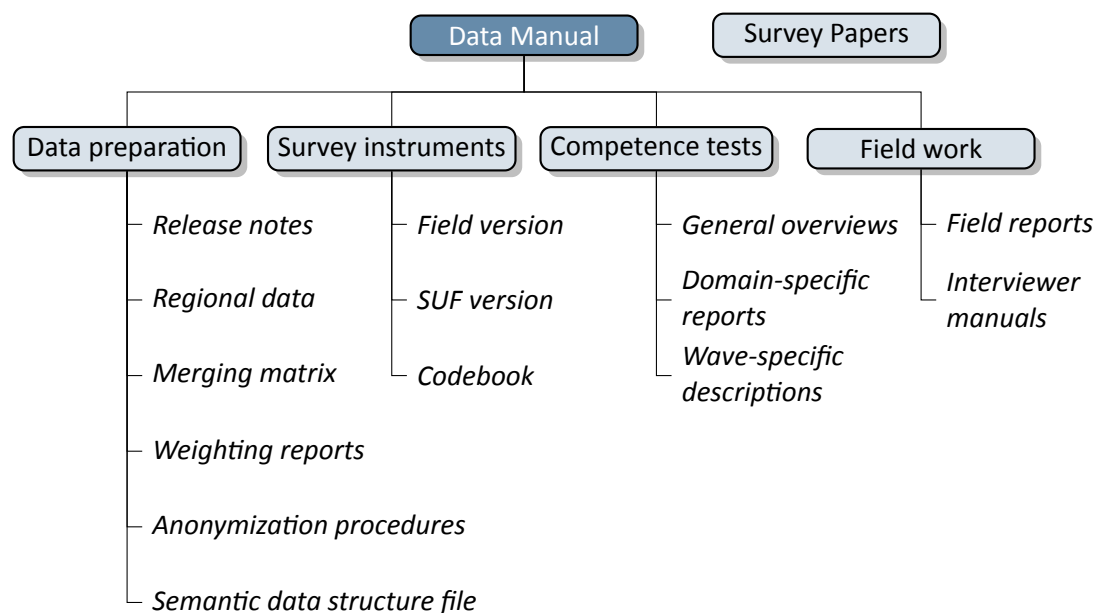 Data Manual
Survey Papers
Data preparation
Survey instruments
Competence tests
Field work
Release notes
Regional data
Merging matrix
Weighting reports
Anonymization procedures
Semantic data structure file
Field version
SUF version
Codebook
General overviews
Domain-specific
reports
Wave-specific
descriptions
Field reports
Interviewer
manuals